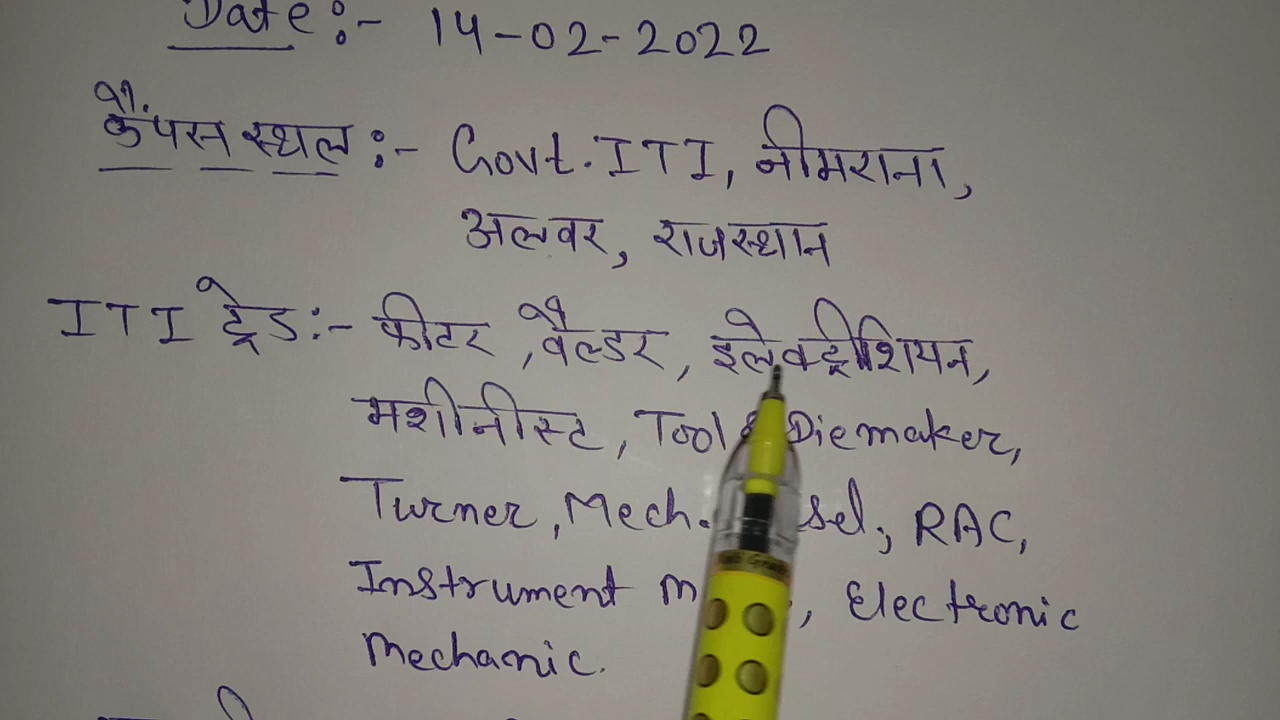 Date :- 14-02-2022
कैंपस स्थल :- Govt. ITI, नीमराना,
अलवर, राजस्थान
ITI ट्रेड :- फीटर, वैल्डर, इलेक्ट्रीशियन,
मशीनीस्ट, Tool & Diemaker,
Turner, Mech. sel, RAC,
Instrument M , Electronic
Mechanic.